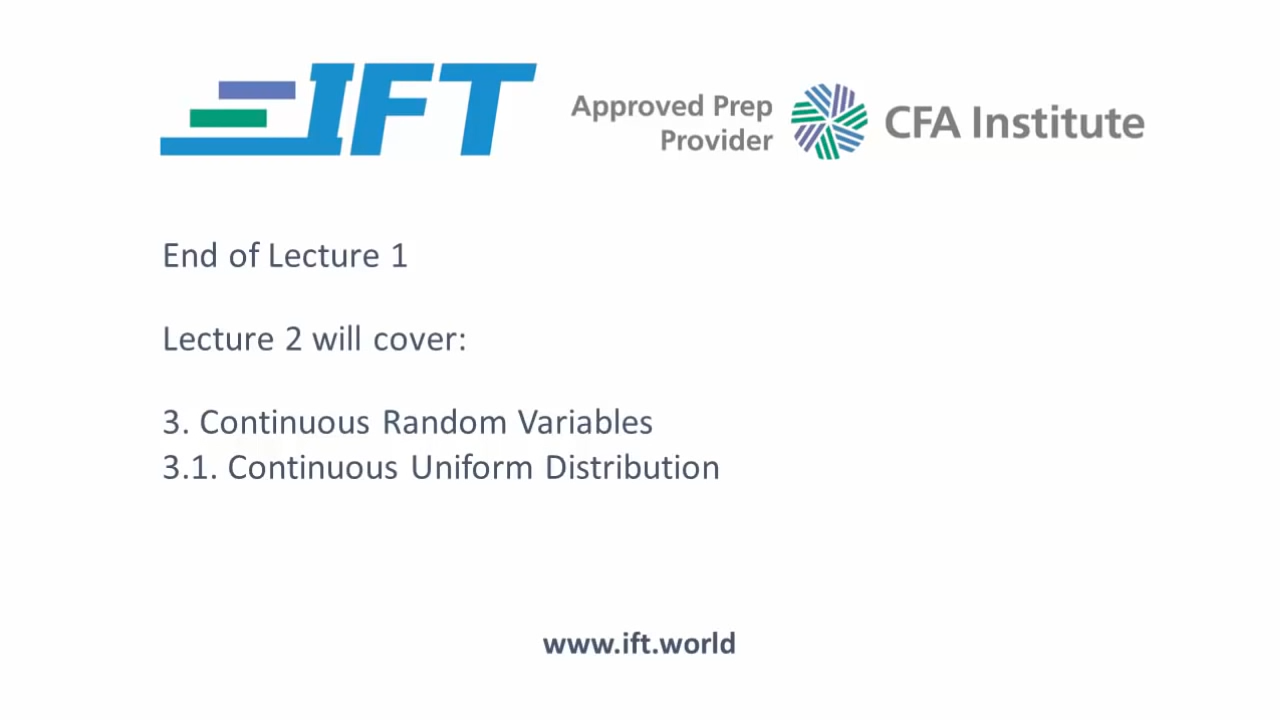 IFT
Approved Prep
Provider
CFA Institute
End of Lecture 1
Lecture 2 will cover:
3. Continuous Random Variables
3.1. Continuous Uniform Distribution
www.ift.world